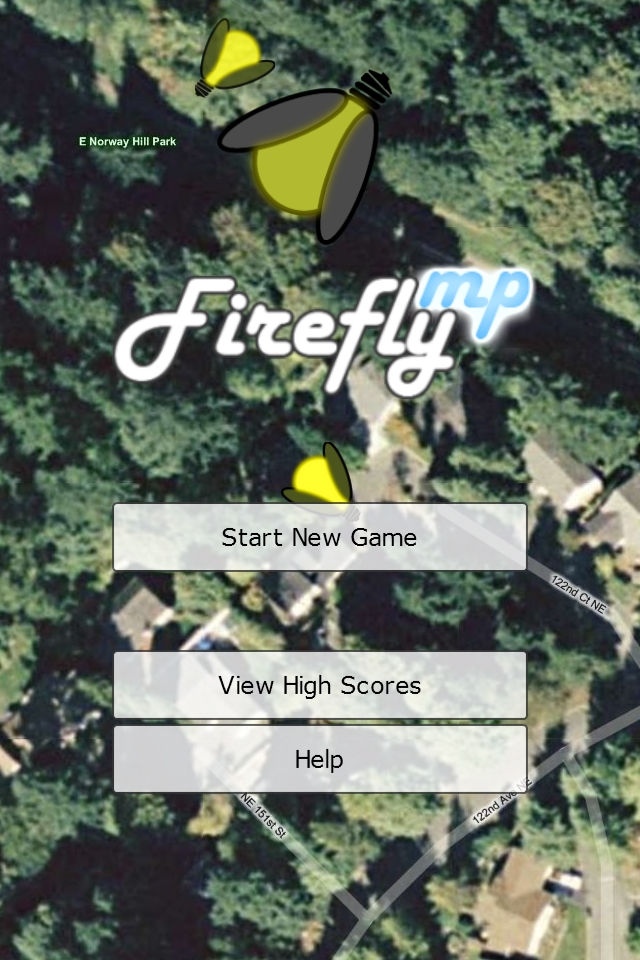 E Norway Hill Park
Firefly mp
Start New Game
122nd Ct NE
View High Scores
Help
122nd Ave NE
NE 151st St